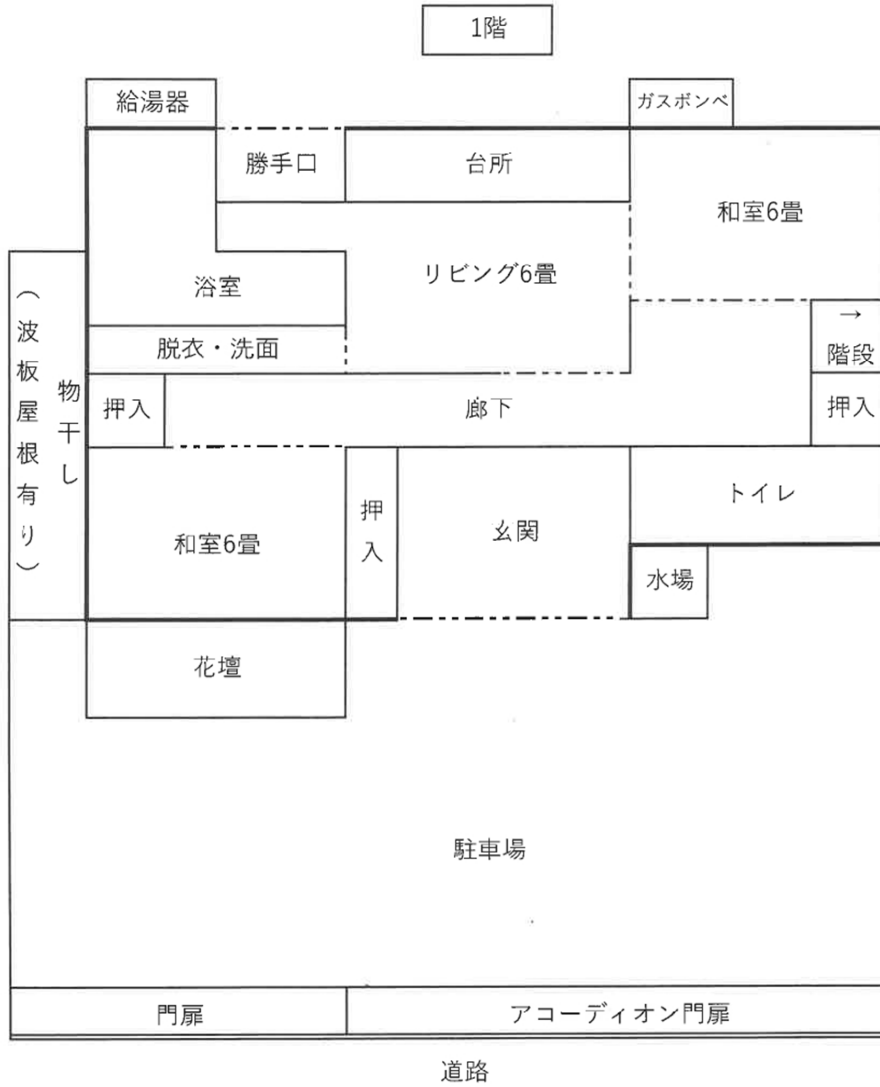 1階
給湯器
ガスボンベ
勝手口
台所
和室6畳
リビング6畳
浴室
→
階段
脱衣・洗面
押入
廊下
押入
物干し
（波板屋根有り）
和室6畳
押入
玄関
トイレ
水場
花壇
駐車場
門扉
アコーディオン門扉
道路